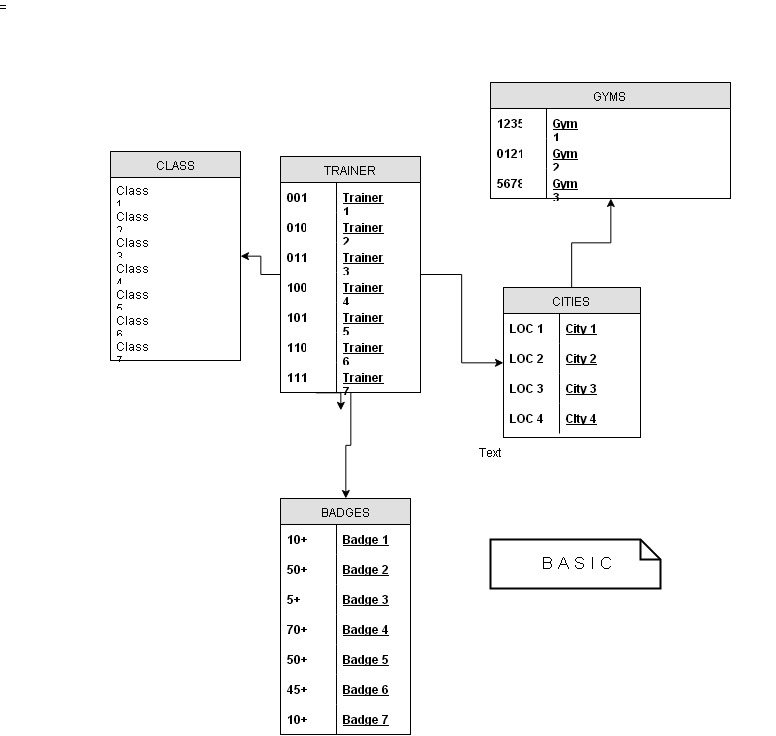 =
GYMS
1235 Gym
1
0121 Gym
2
5678 Gym
3
CLASS
Class
1
Class
2
Class
3
Class
4
Class
5
Class
6
Class
7
TRAINER
001 Trainer
1
010 Trainer
2
011 Trainer
3
100 Trainer
4
101 Trainer
5
110 Trainer
6
111 Trainer
7
CITIES
LOC 1 City 1
LOC 2 City 2
LOC 3 City 3
LOC 4 City 4
Text
BADGES
10+ Badge 1
50+ Badge 2
5+ Badge 3
70+ Badge 4
50+ Badge 5
45+ Badge 6
10+ Badge 7
B A S I C